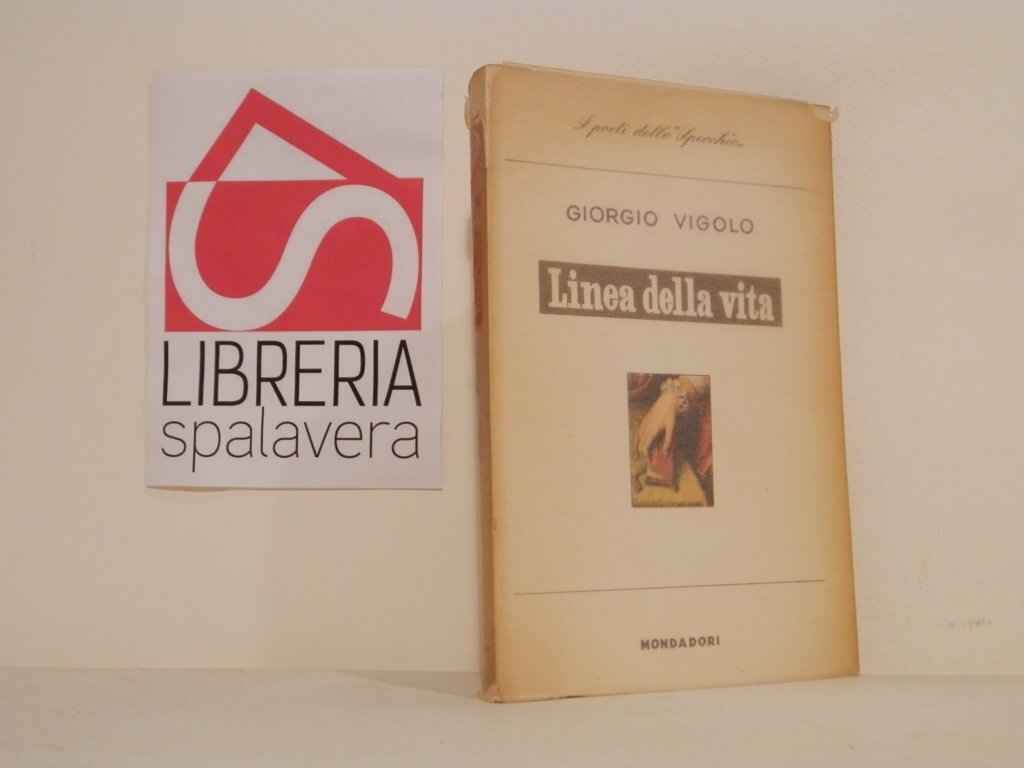 LIBRERIA
spalavera
I poeti dello "Specchio„
GIORGIO VIGOLO
Linea della vita
MONDADORI